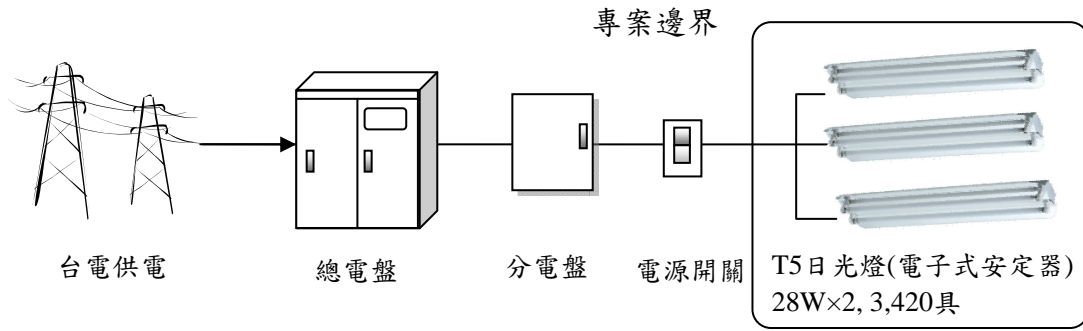 專案邊界
台電供電
總電盤
分電盤
電源開關
T5日光燈(電子式安定器)
28W×2, 3,420具